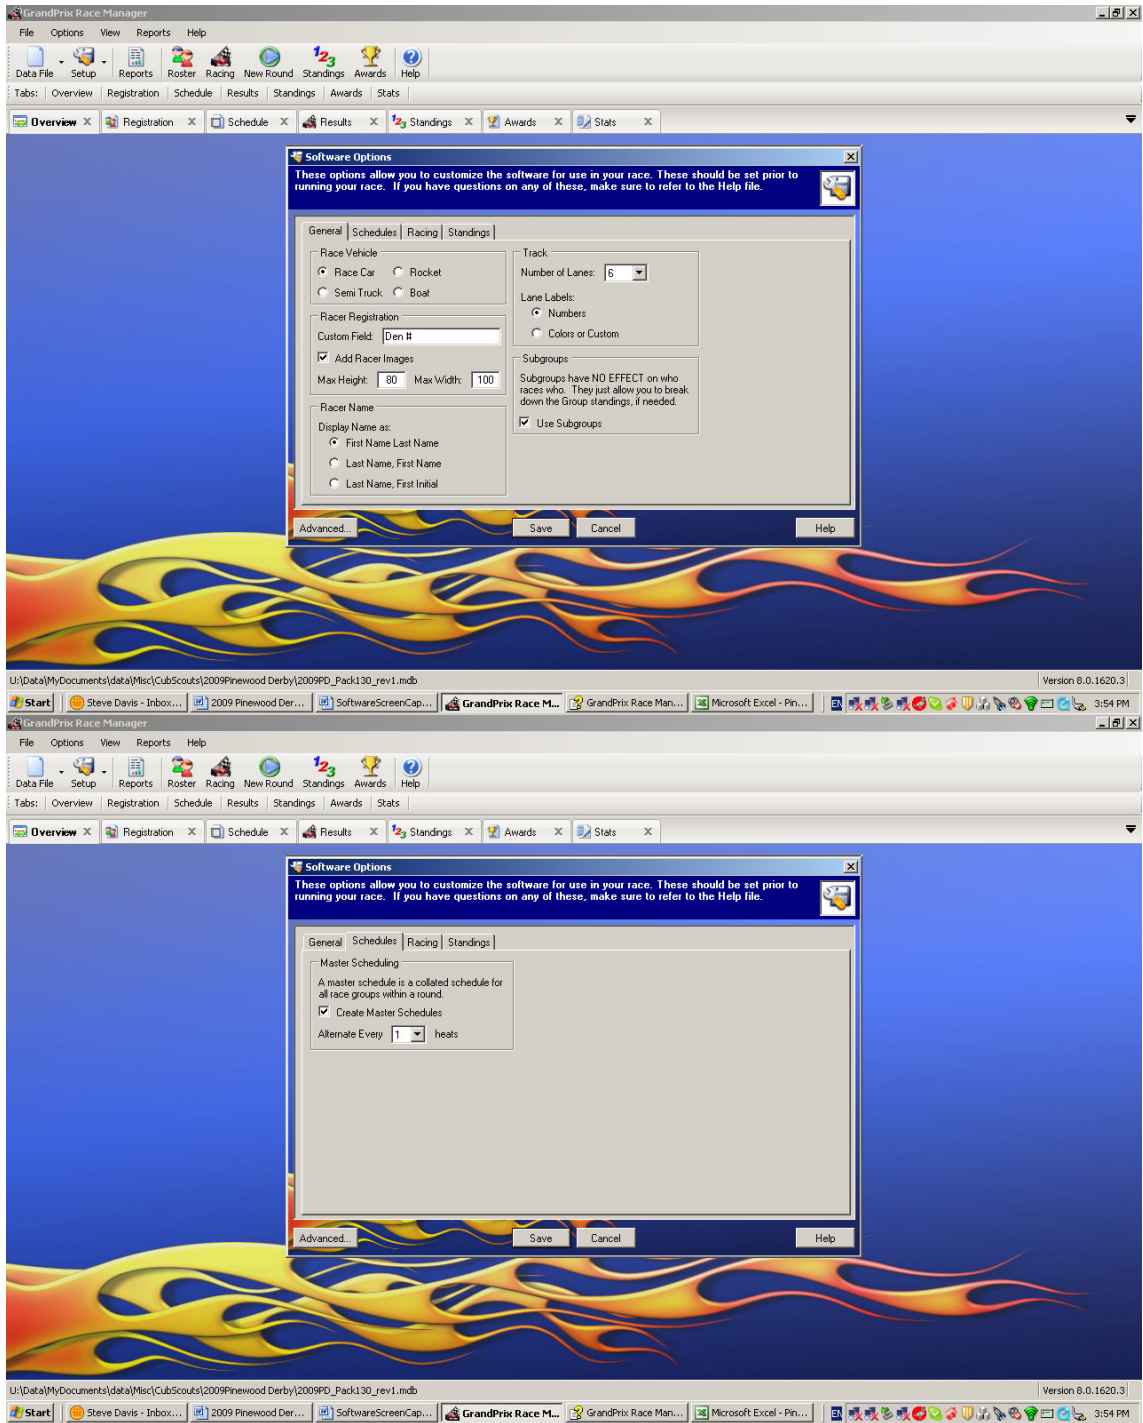 GrandPrix Race Manager
File Options View Reports Help
Data File Setup Reports Roster Racing New Round Standings Awards Help
Tabs: Overview Registration Schedule Results Standings Awards Stats
Overview X Registration X Schedule X Results X Standings X Awards X Stats X
Software Options
These options allow you to customize the software for use in your race. These should be set prior to
running your race. If you have questions on any of these, make sure to refer to the Help file.
General Schedules Racing Standings
Race Vehicle
Race Car Rocket
Semi Truck Boat
Racer Registration
Custom Field: Den #
Add Racer Images
Max Height: 80 Max Width: 100
Racer Name
Display Name as:
First Name Last Name
Last Name, First Name
Last Name, First Initial
Track
Number of Lanes: 6
Lane Labels:
Numbers
Colors or Custom
Subgroups
Subgroups have NO EFFECT on who
races who. They just allow you to break
down the Group standings, if needed.
Use Subgroups
Advanced... Save Cancel Help
U:\Data\MyDocuments\data\Misc\CubScouts\2009Pinewood Derby\2009PD_Pack130_rev1.mdb Version 8.0.1620.3
Start Steve Davis - Inbox... 2009 Pinewood Der... SoftwareScreenCap... GrandPrix Race M... GrandPrix Race Man... Microsoft Excel - Pin... EN 3:54 PM
GrandPrix Race Manager
File Options View Reports Help
Data File Setup Reports Roster Racing New Round Standings Awards Help
Tabs: Overview Registration Schedule Results Standings Awards Stats
Overview X Registration X Schedule X Results X Standings X Awards X Stats X
Software Options
These options allow you to customize the software for use in your race. These should be set prior to
running your race. If you have questions on any of these, make sure to refer to the Help file.
General Schedules Racing Standings
Master Scheduling
A master schedule is a collated schedule for
all race groups within a round.
Create Master Schedules
Alternate Every 1 heats
Advanced... Save Cancel Help
U:\Data\MyDocuments\data\Misc\CubScouts\2009Pinewood Derby\2009PD_Pack130_rev1.mdb Version 8.0.1620.3
Start Steve Davis - Inbox... 2009 Pinewood Der... SoftwareScreenCap... GrandPrix Race M... GrandPrix Race Man... Microsoft Excel - Pin... EN 3:54 PM